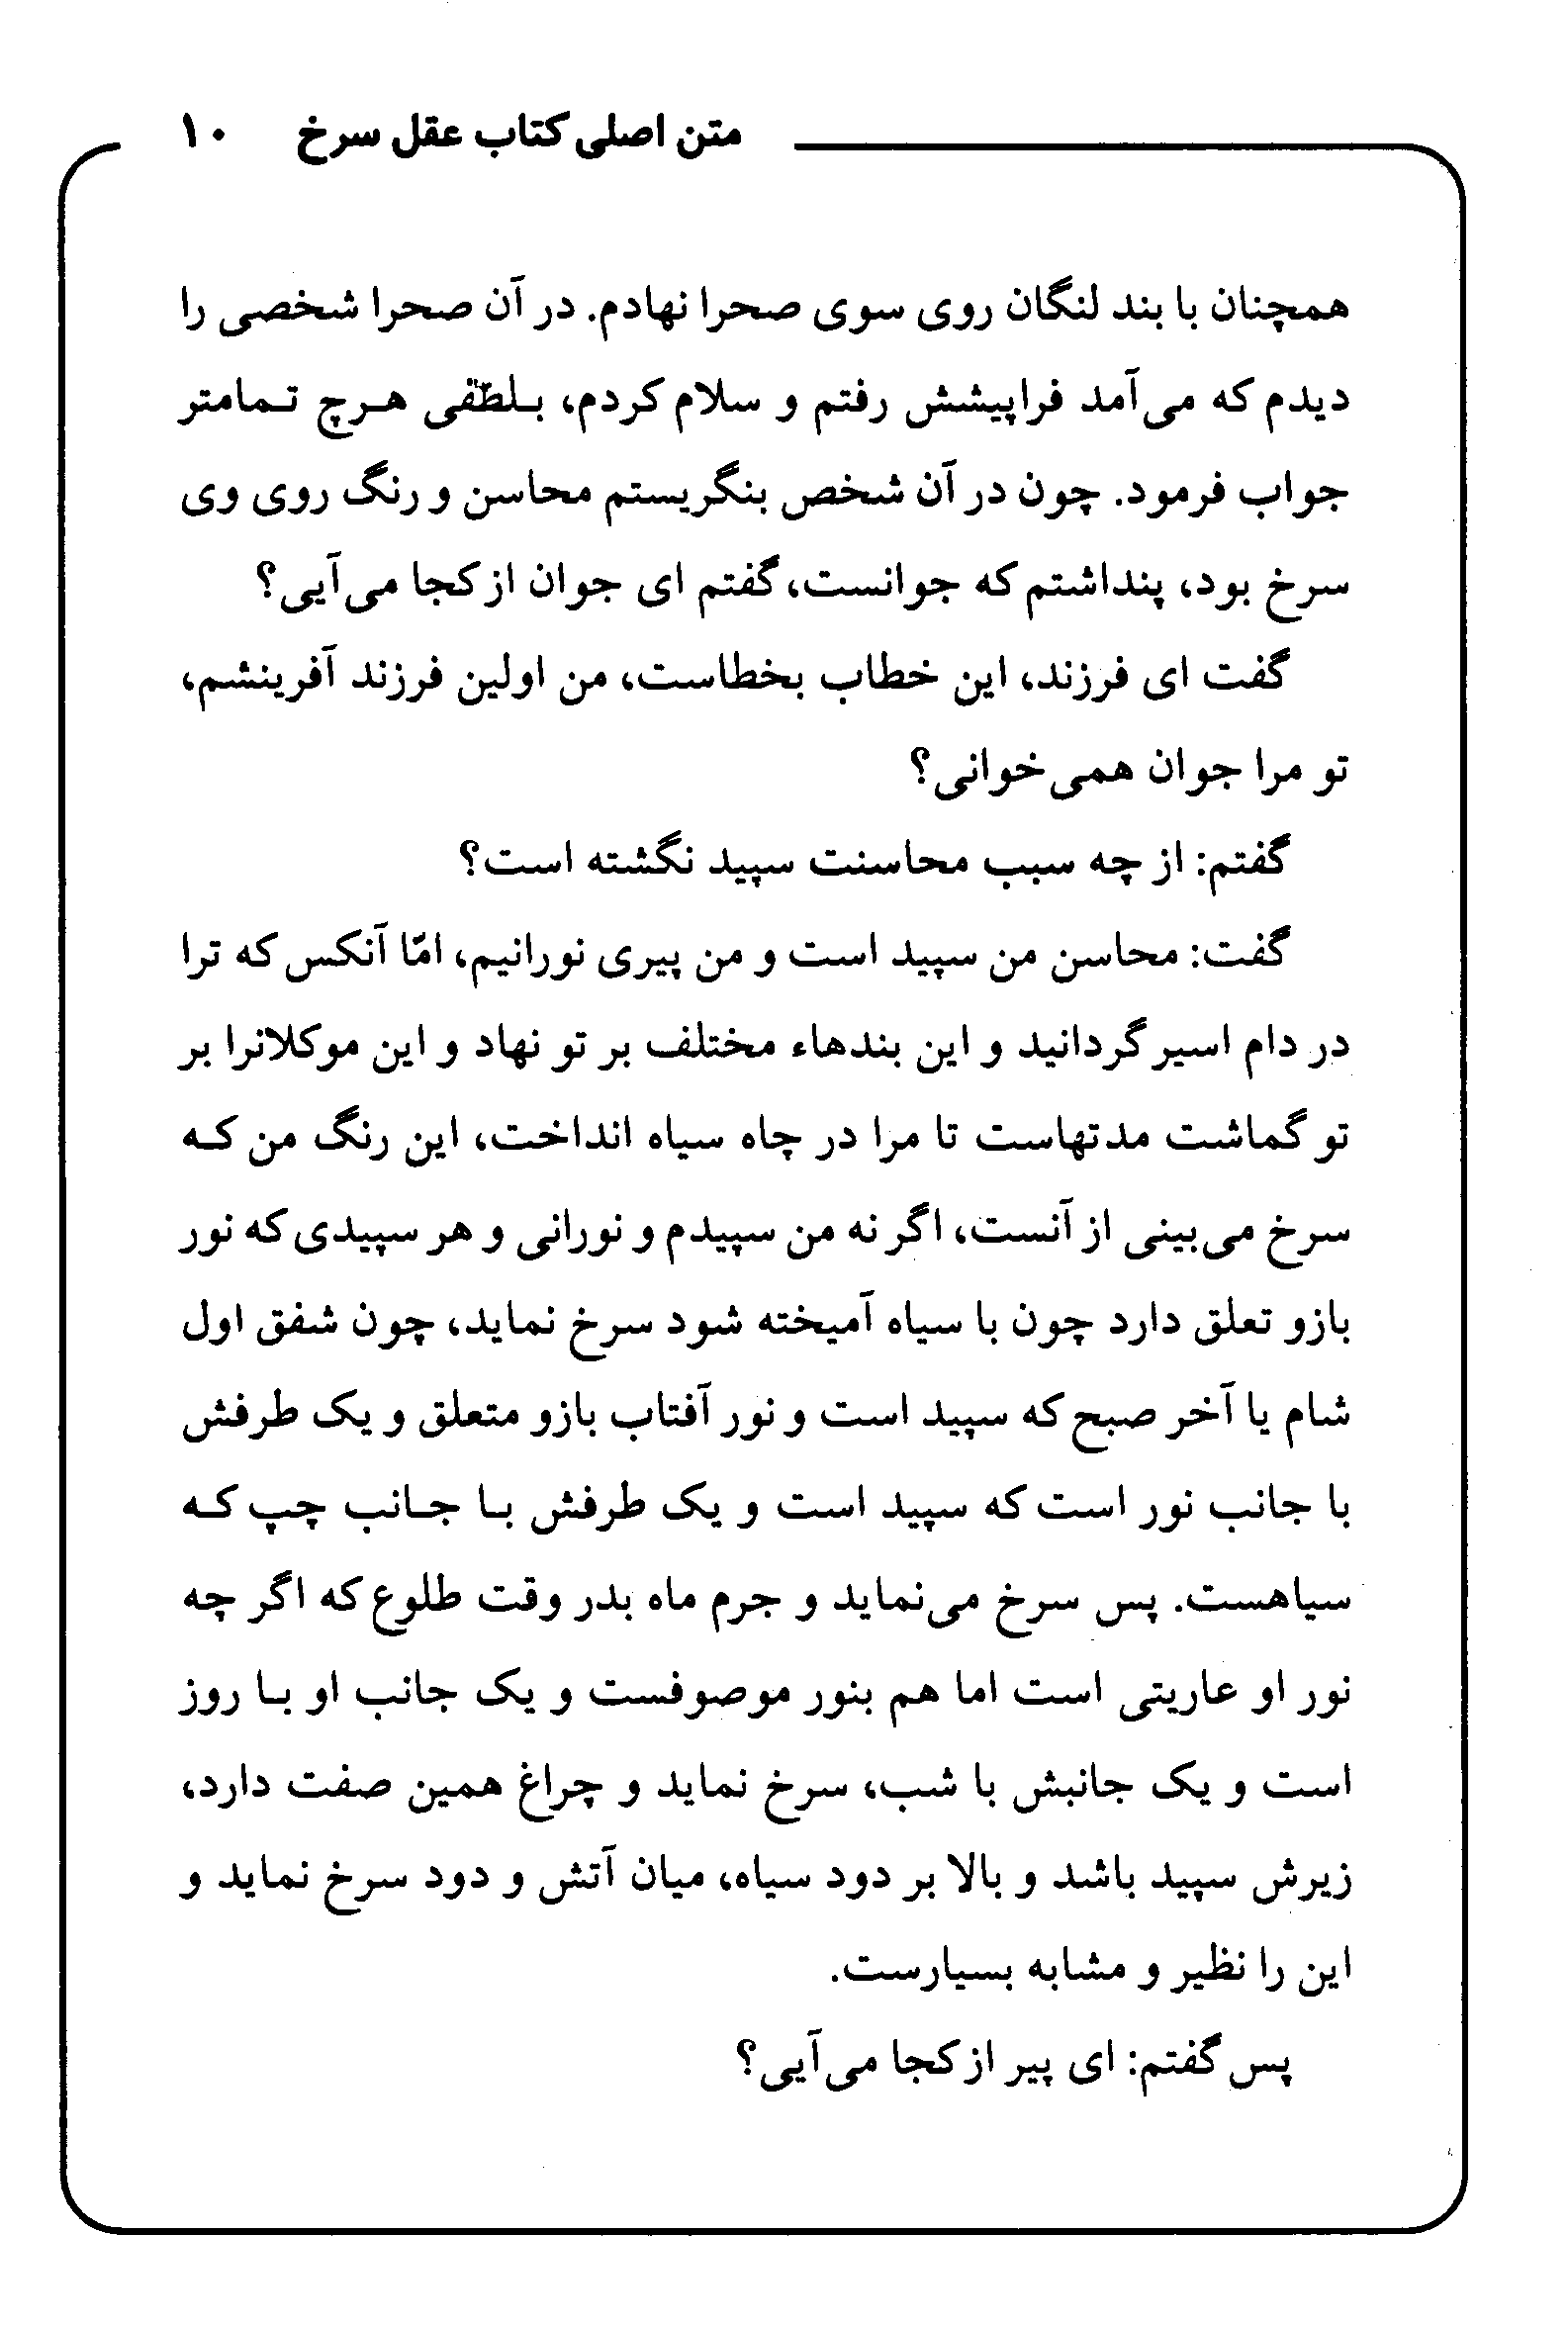 متن اصلی کتاب عقل سرخ ۱۰
همچنان با بند لنگان روی سوی صحرا نهادم. در آن صحرا شخصی را
دیدم که می‌آمد فراپیشش رفتم و سلام کردم، بلطفی هرچ تمامتر
جواب فرمود. چون در آن شخص بنگریستم محاسن و رنگ روی وی
سرخ بود، پنداشتم که جوانست، گفتم ای جوان از کجا می‌آیی؟
گفت ای فرزند، این خطاب بخطاست، من اولین فرزند آفرینشم،
تو مرا جوان همی‌خوانی؟
گفتم: از چه سبب محاسنت سپید نگشته است؟
گفت: محاسن من سپید است و من پیری نورانیم، امّا آنکس که ترا
در دام اسیر گردانید و این بندهاء مختلف بر تو نهاد و این موکلانرا بر
تو گماشت مدتهاست تا مرا در چاه سیاه انداخت، این رنگ من که
سرخ می‌بینی از آنست، اگر نه من سپیدم و نورانی و هر سپیدی که نور
بازو تعلق دارد چون با سیاه آمیخته شود سرخ نماید، چون شفق اول
شام یا آخر صبح که سپید است و نور آفتاب بازو متعلق و یک طرفش
با جانب نور است که سپید است و یک طرفش با جانب چپ که
سیاهست. پس سرخ می‌نماید و جرم ماه بدر وقت طلوع که اگر چه
نور او عاریتی است اما هم بنور موصوفست و یک جانب او با روز
است و یک جانبش با شب، سرخ نماید و چراغ همین صفت دارد،
زیرش سپید باشد و بالا بر دود سیاه، میان آتش و دود سرخ نماید و
این را نظیر و مشابه بسیارست.
پس گفتم: ای پیر از کجا می‌آیی؟